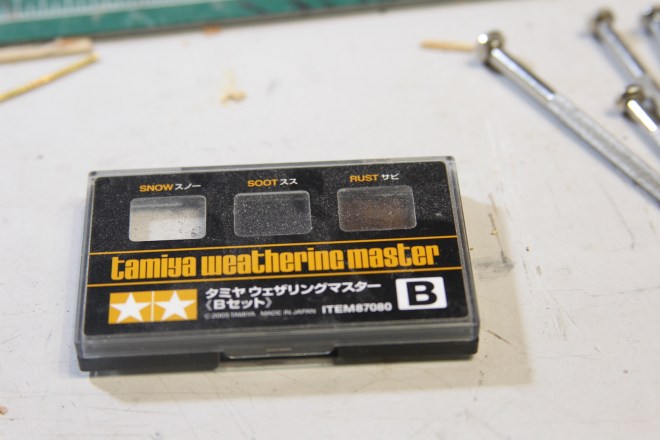 SNOW スノー
SOOT スス
RUST サビ
tamiya weathering master
タミヤ ウェザリングマスター
〈Bセット〉
B
© 2005 TAMIYA MADE IN JAPAN ITEM87080